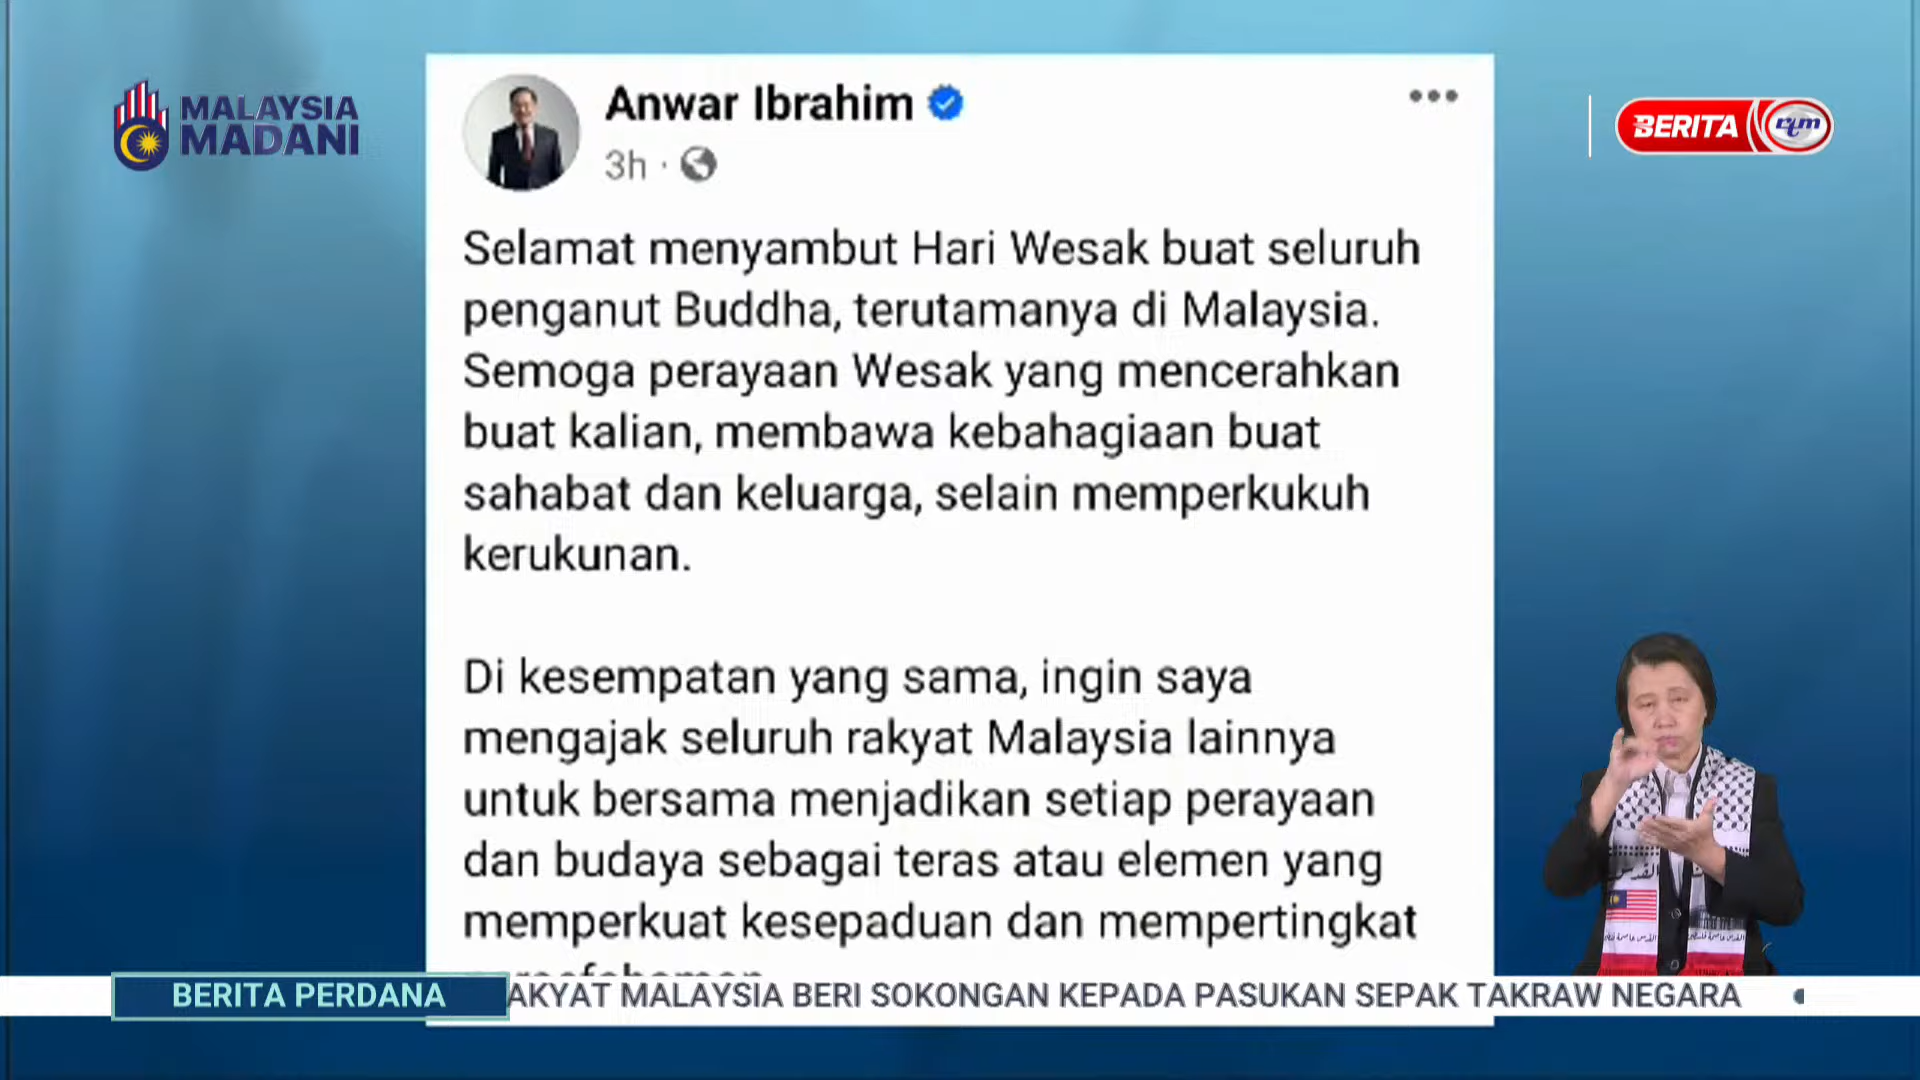 MALAYSIA
MADANI
BERITA rtm
Anwar Ibrahim
3h ·
Selamat menyambut Hari Wesak buat seluruh
penganut Buddha, terutamanya di Malaysia.
Semoga perayaan Wesak yang mencerahkan
buat kalian, membawa kebahagiaan buat
sahabat dan keluarga, selain memperkukuh
kerukunan.
Di kesempatan yang sama, ingin saya
mengajak seluruh rakyat Malaysia lainnya
untuk bersama menjadikan setiap perayaan
dan budaya sebagai teras atau elemen yang
memperkuat kesepaduan dan mempertingkat
BERITA PERDANA
AKYAT MALAYSIA BERI SOKONGAN KEPADA PASUKAN SEPAK TAKRAW NEGARA